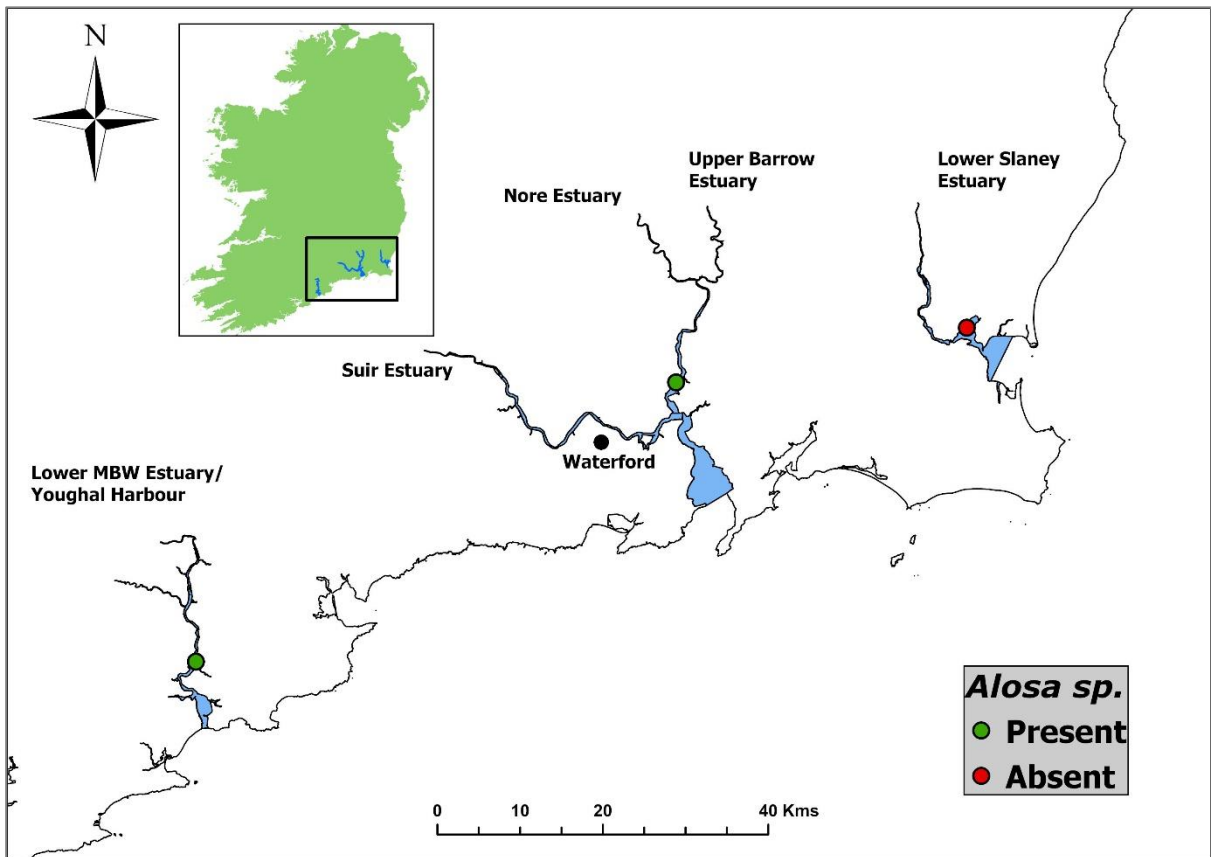 N
Upper Barrow
Estuary
Lower Slaney
Estuary
Nore Estuary
Suir Estuary
Waterford
Lower MBW Estuary/
Youghal Harbour
Alosa sp.
Present
Absent
0 10 20 40 Kms